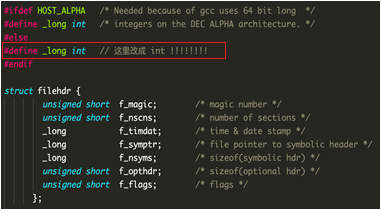 #ifdef HOST_ALPHA /* Needed because of gcc uses 64 bit long */
#define _long int /* integers on the DEC ALPHA architecture. */
#else
#define _long int // 这里改成 int !!!!!!!!
#endif
struct filehdr {
unsigned short f_magic; /* magic number */
unsigned short f_nscns; /* number of sections */
_long f_timdat; /* time & date stamp */
_long f_symptr; /* file pointer to symbolic header */
_long f_nsyms; /* sizeof(symbolic hdr) */
unsigned short f_opthdr; /* sizeof(optional hdr) */
unsigned short f_flags; /* flags */
};